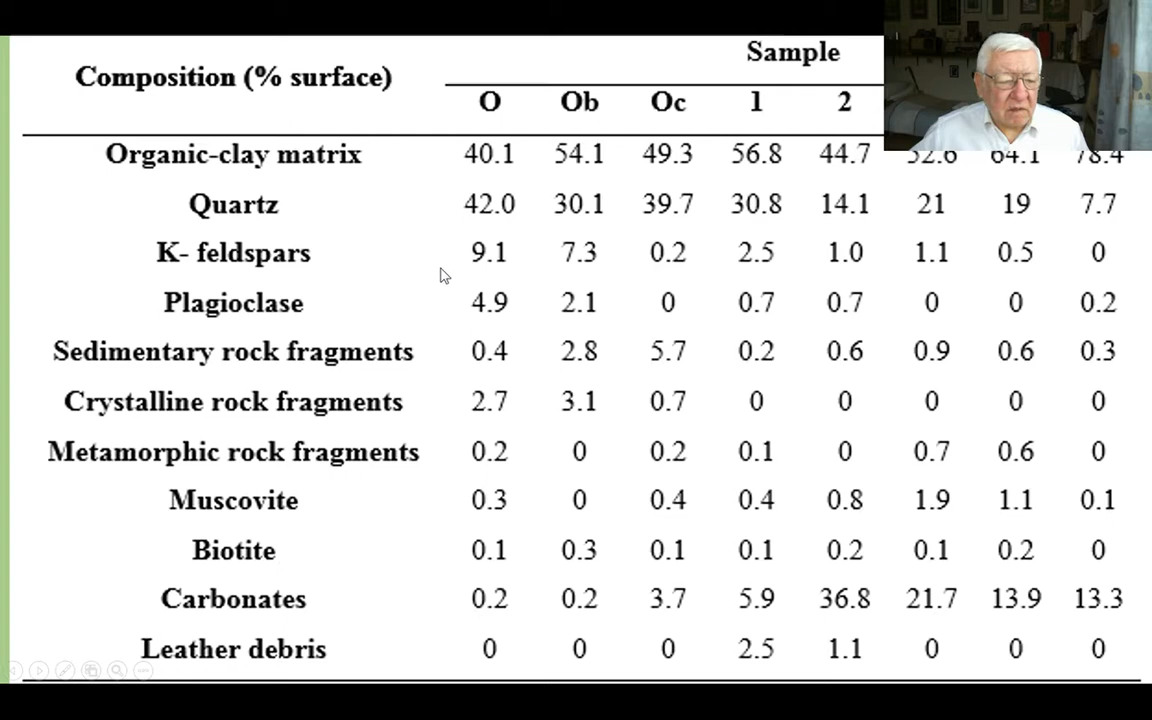 Sample
Composition (% surface)
O Ob Oc 1 2
Organic-clay matrix 40.1 54.1 49.3 56.8 44.7 52.6 64.1 78.4
Quartz 42.0 30.1 39.7 30.8 14.1 21 19 7.7
K- feldspars 9.1 7.3 0.2 2.5 1.0 1.1 0.5 0
Plagioclase 4.9 2.1 0 0.7 0.7 0 0 0.2
Sedimentary rock fragments 0.4 2.8 5.7 0.2 0.6 0.9 0.6 0.3
Crystalline rock fragments 2.7 3.1 0.7 0 0 0 0 0
Metamorphic rock fragments 0.2 0 0.2 0.1 0 0.7 0.6 0
Muscovite 0.3 0 0.4 0.4 0.8 1.9 1.1 0.1
Biotite 0.1 0.3 0.1 0.1 0.2 0.1 0.2 0
Carbonates 0.2 0.2 3.7 5.9 36.8 21.7 13.9 13.3
Leather debris 0 0 0 2.5 1.1 0 0 0